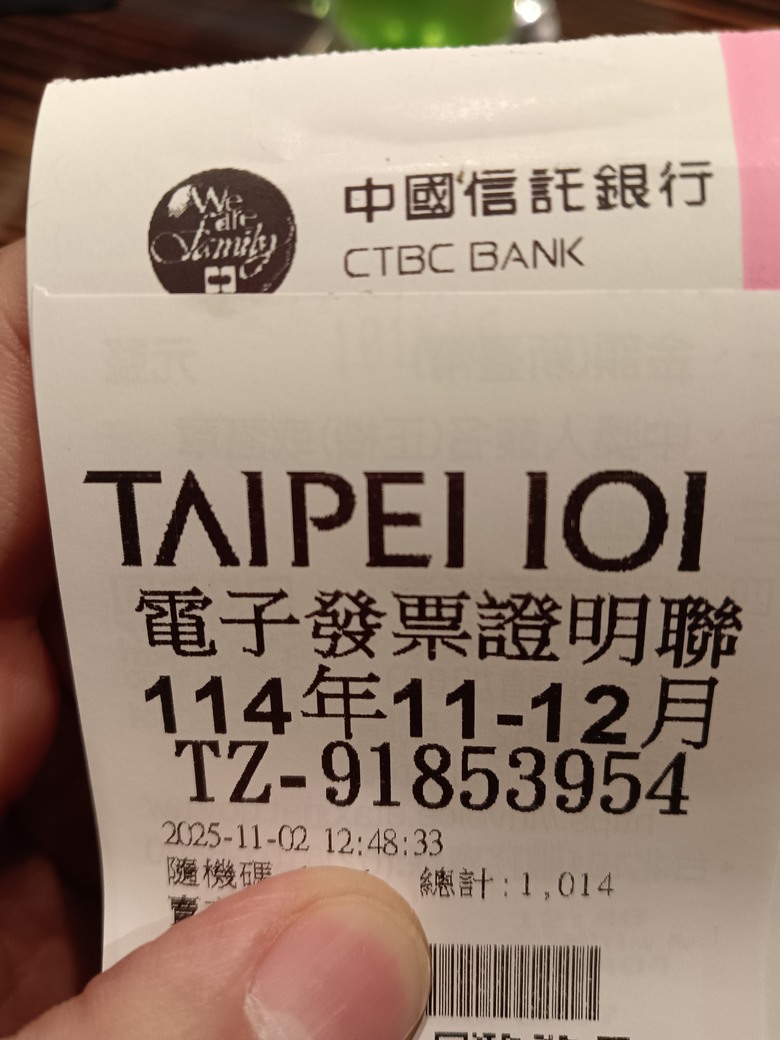 We
are
Family
中國信託銀行
CTBC BANK
TAIPEI 101
電子發票證明聯
114年11-12月
TZ-91853954
2025-11-02 12:48:33
隨機碼 總計:1,014
賣